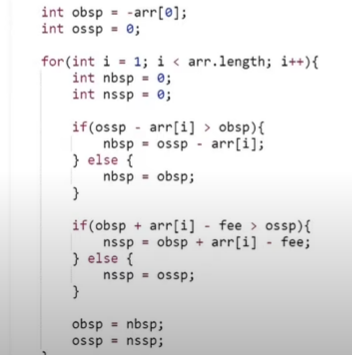 int obsp = -arr[0];
int ossp = 0;
for(int i = 1; i < arr.length; i++){
int nbsp = 0;
int nssp = 0;
if(ossp - arr[i] > obsp){
nbsp = ossp - arr[i];
} else {
nbsp = obsp;
}
if(obsp + arr[i] - fee > ossp){
nssp = obsp + arr[i] - fee;
} else {
nssp = ossp;
}
obsp = nbsp;
ossp = nssp;
}